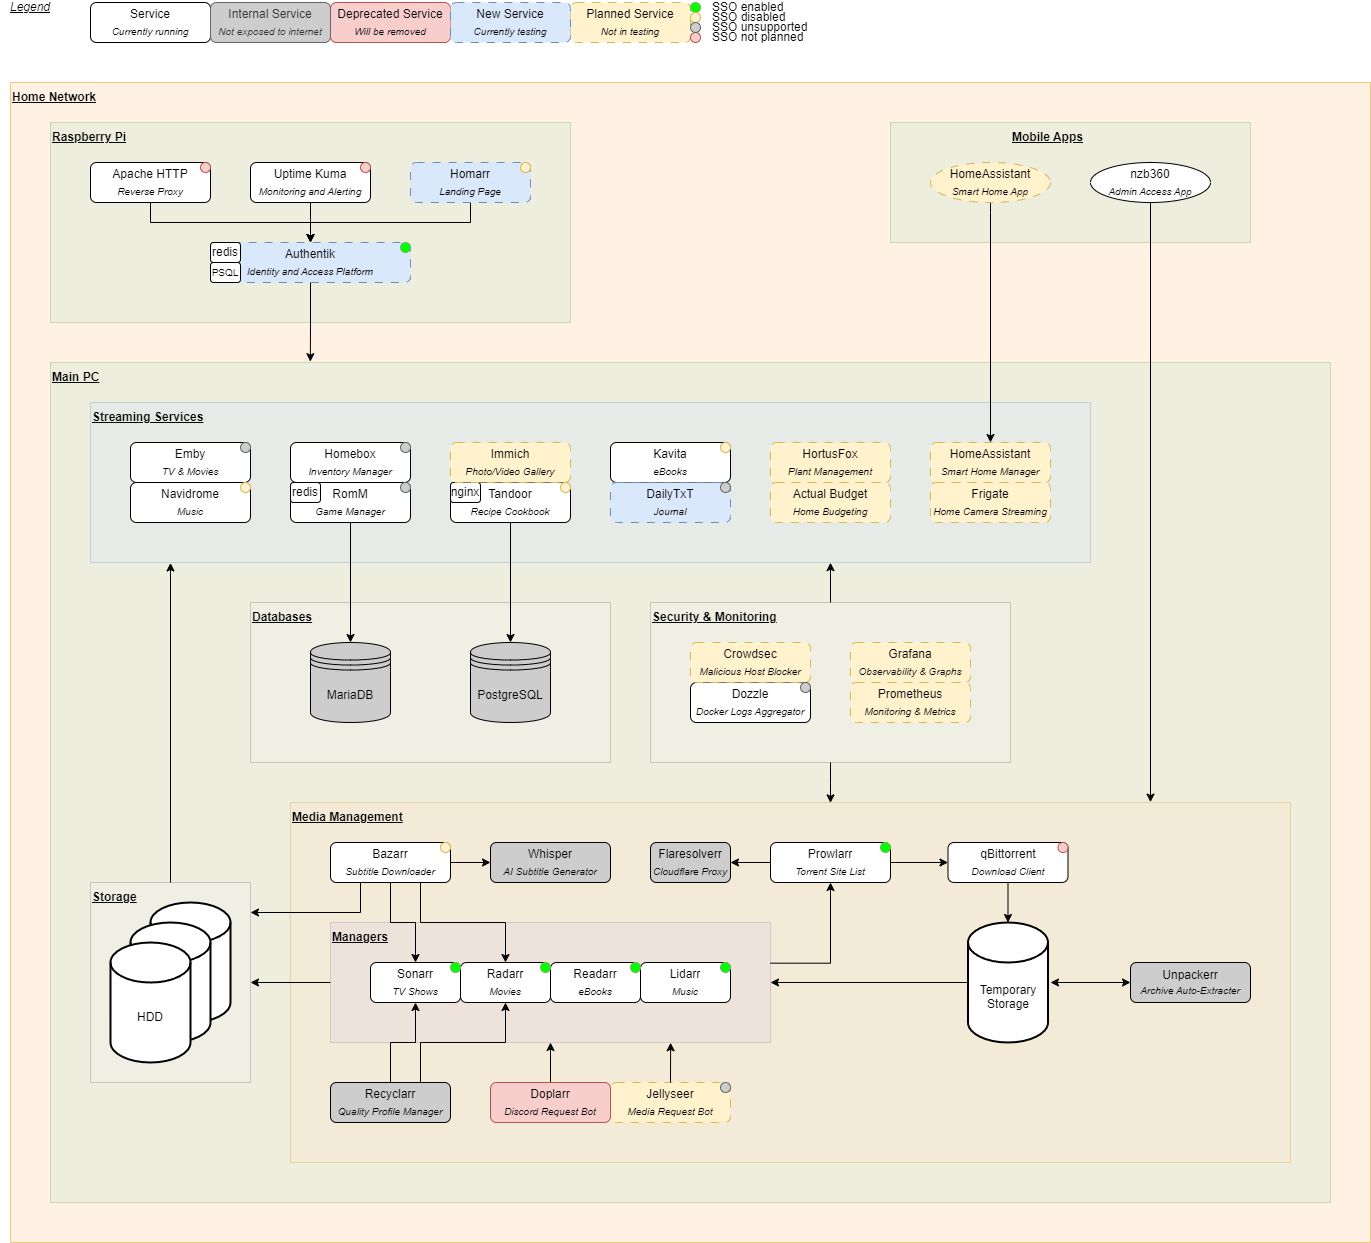 Legend
Service
Currently running
Internal Service
Not exposed to internet
Deprecated Service
Will be removed
New Service
Currently testing
Planned Service
Not in testing
SSO enabled
SSO disabled
SSO unsupported
SSO not planned
Home Network
Raspberry Pi
Apache HTTP
Reverse Proxy
Uptime Kuma
Monitoring and Alerting
Homarr
Landing Page
redis
PSQL
Authentik
Identity and Access Platform
Mobile Apps
HomeAssistant
Smart Home App
nzb360
Admin Access App
Main PC
Streaming Services
Emby
TV & Movies
Navidrome
Music
Homebox
Inventory Manager
redis
RomM
Game Manager
Immich
Photo/Video Gallery
nginx
Tandoor
Recipe Cookbook
Kavita
eBooks
DailyTxT
Journal
HortusFox
Plant Management
Actual Budget
Home Budgeting
HomeAssistant
Smart Home Manager
Frigate
Home Camera Streaming
Databases
MariaDB
PostgreSQL
Security & Monitoring
Crowdsec
Malicious Host Blocker
Dozzle
Docker Logs Aggregator
Grafana
Observability & Graphs
Prometheus
Monitoring & Metrics
Media Management
Bazarr
Subtitle Downloader
Whisper
AI Subtitle Generator
Flaresolverr
Cloudflare Proxy
Prowlarr
Torrent Site List
qBittorrent
Download Client
Storage
HDD
Managers
Sonarr
TV Shows
Radarr
Movies
Readarr
eBooks
Lidarr
Music
Temporary
Storage
Unpackerr
Archive Auto-Extracter
Recyclarr
Quality Profile Manager
Doplarr
Discord Request Bot
Jellyseer
Media Request Bot